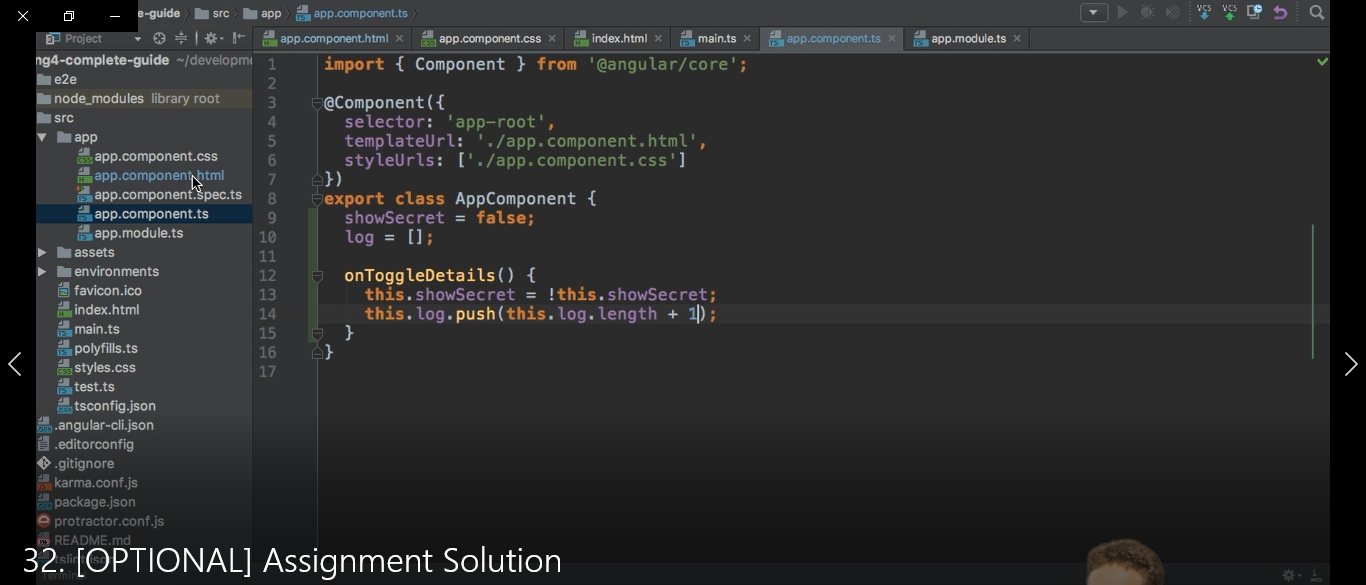 e-guide src app app.component.ts
VCS VCS
Project
app.component.html app.component.css index.html main.ts app.component.ts app.module.ts
ng4-complete-guide ~/developme
e2e
node_modules library root
src
app
app.component.css
app.component.html
app.component.spec.ts
app.component.ts
app.module.ts
assets
environments
favicon.ico
index.html
main.ts
polyfills.ts
styles.css
test.ts
tsconfig.json
.angular-cli.json
.editorconfig
.gitignore
karma.conf.js
package.json
protractor.conf.js
README.md
tslint.json
Terminal
1 import { Component } from '@angular/core';
2
3 @Component({
4 selector: 'app-root',
5 templateUrl: './app.component.html',
6 styleUrls: ['./app.component.css']
7 })
8 export class AppComponent {
9 showSecret = false;
10 log = [];
11
12 onToggleDetails() {
13 this.showSecret = !this.showSecret;
14 this.log.push(this.log.length + 1);
15 }
16 }
17
32. [OPTIONAL] Assignment Solution